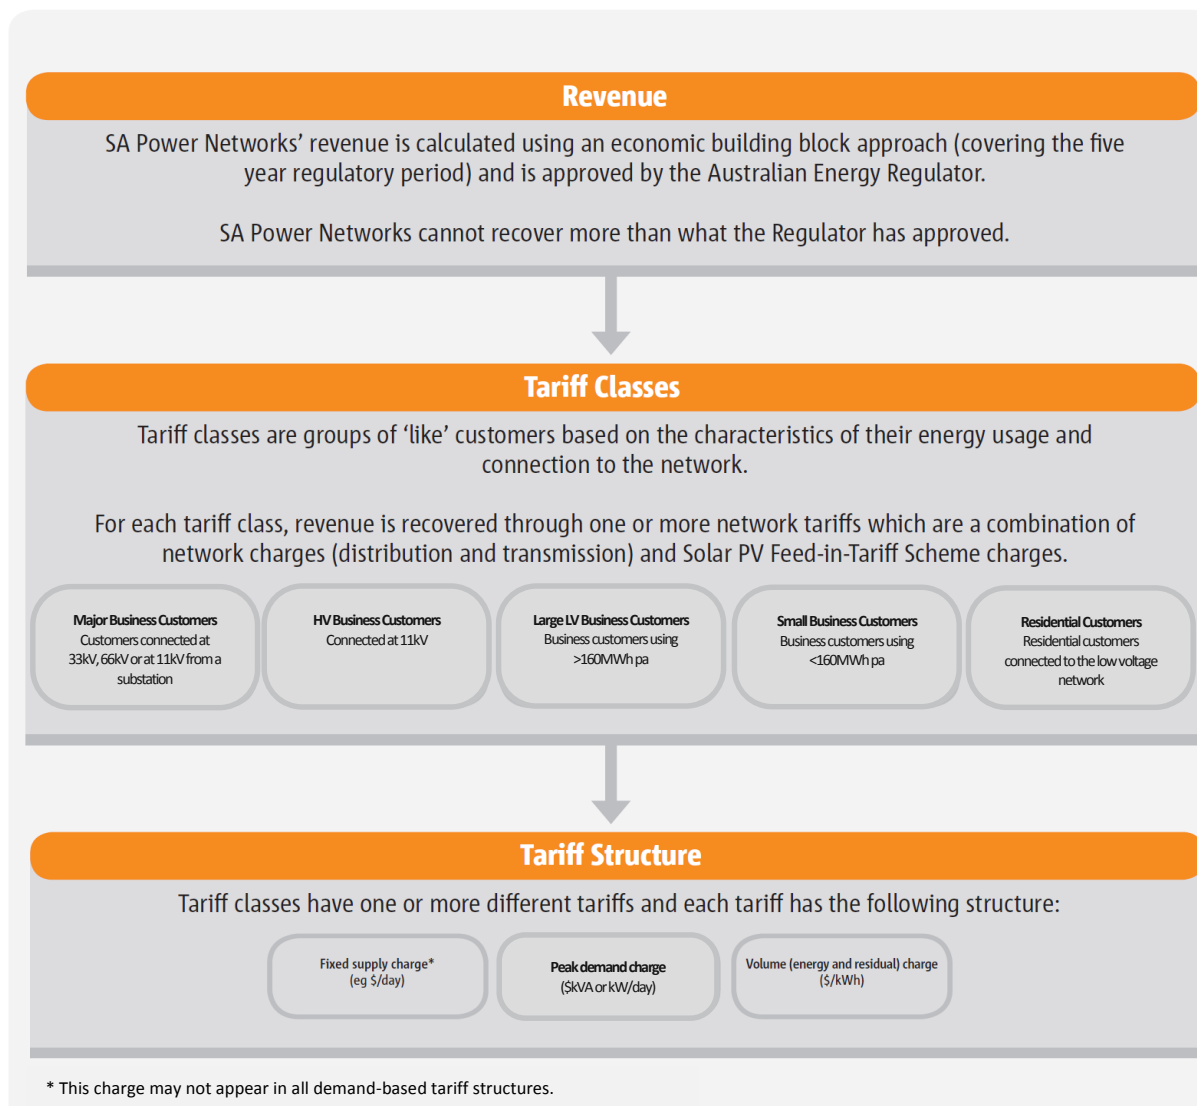 Revenue
SA Power Networks’ revenue is calculated using an economic building block approach (covering the five
year regulatory period) and is approved by the Australian Energy Regulator.
SA Power Networks cannot recover more than what the Regulator has approved.
Tariff Classes
Tariff classes are groups of ‘like’ customers based on the characteristics of their energy usage and
connection to the network.
For each tariff class, revenue is recovered through one or more network tariffs which are a combination of
network charges (distribution and transmission) and Solar PV Feed-in-Tariff Scheme charges.
Major Business Customers
Customers connected at
33kV, 66kV or at 11kV from a
substation
HV Business Customers
Connected at 11kV
Large LV Business Customers
Business customers using
>160MWh pa
Small Business Customers
Business customers using
<160MWh pa
Residential Customers
Residential customers
connected to the low voltage
network
Tariff Structure
Tariff classes have one or more different tariffs and each tariff has the following structure:
Fixed supply charge*
(eg $/day)
Peak demand charge
($kVA or kW/day)
Volume (energy and residual) charge
($/kWh)
* This charge may not appear in all demand-based tariff structures.